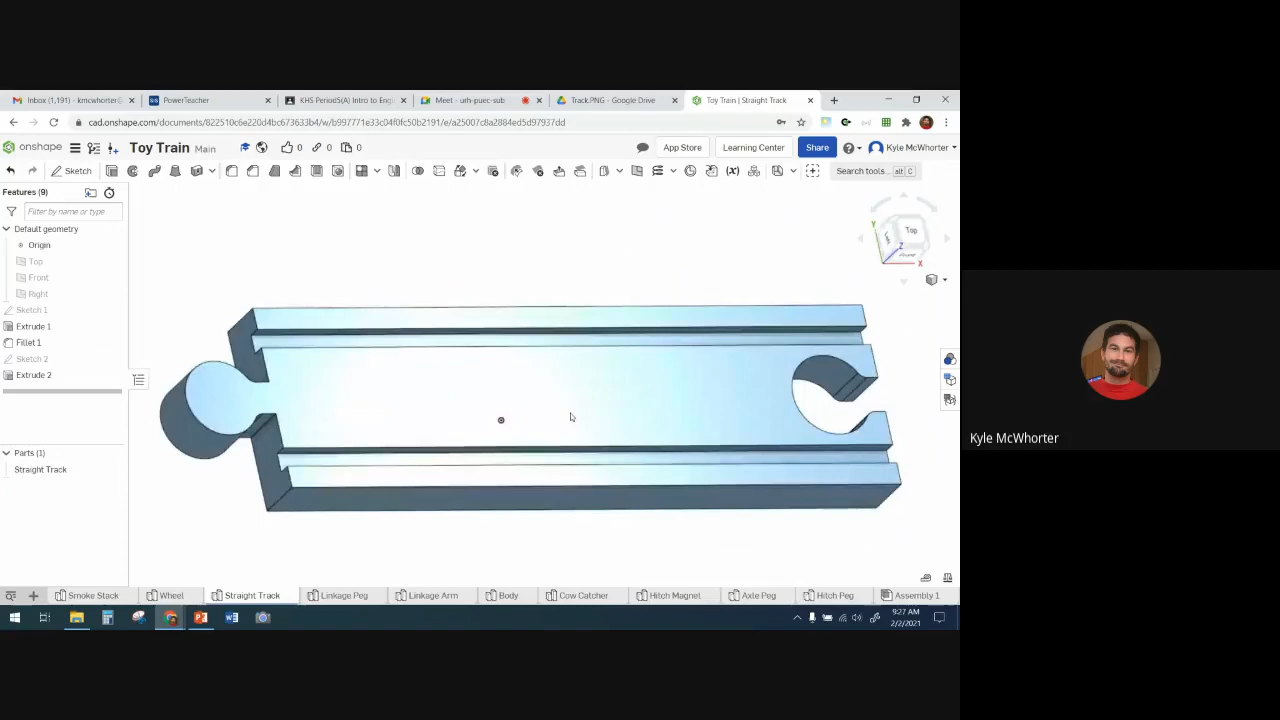 Inbox (1,191) - kmcwhorter@
PowerTeacher
KHS Period5(A) Intro to Engi
Meet - urh-puec-sub
Track.PNG - Google Drive
Toy Train | Straight Track
cad.onshape.com/documents/822510c6e220d4bc673633b4/w/b997771e33c04f0fc50b2191/e/a25007c8a2884ed5d97937dd
onshape
Toy Train Main
0 0 0
App Store
Learning Center
Share
Kyle McWhorter
Sketch
(x)
Search tools... alt C
Features (9)
Filter by name or type
Default geometry
Origin
Top
Front
Right
Sketch 1
Extrude 1
Fillet 1
Sketch 2
Extrude 2
Parts (1)
Straight Track
Y
Top
Z
X
Kyle McWhorter
Smoke Stack
Wheel
Straight Track
Linkage Peg
Linkage Arm
Body
Cow Catcher
Hitch Magnet
Axle Peg
Hitch Peg
Assembly 1
9:27 AM
2/2/2021